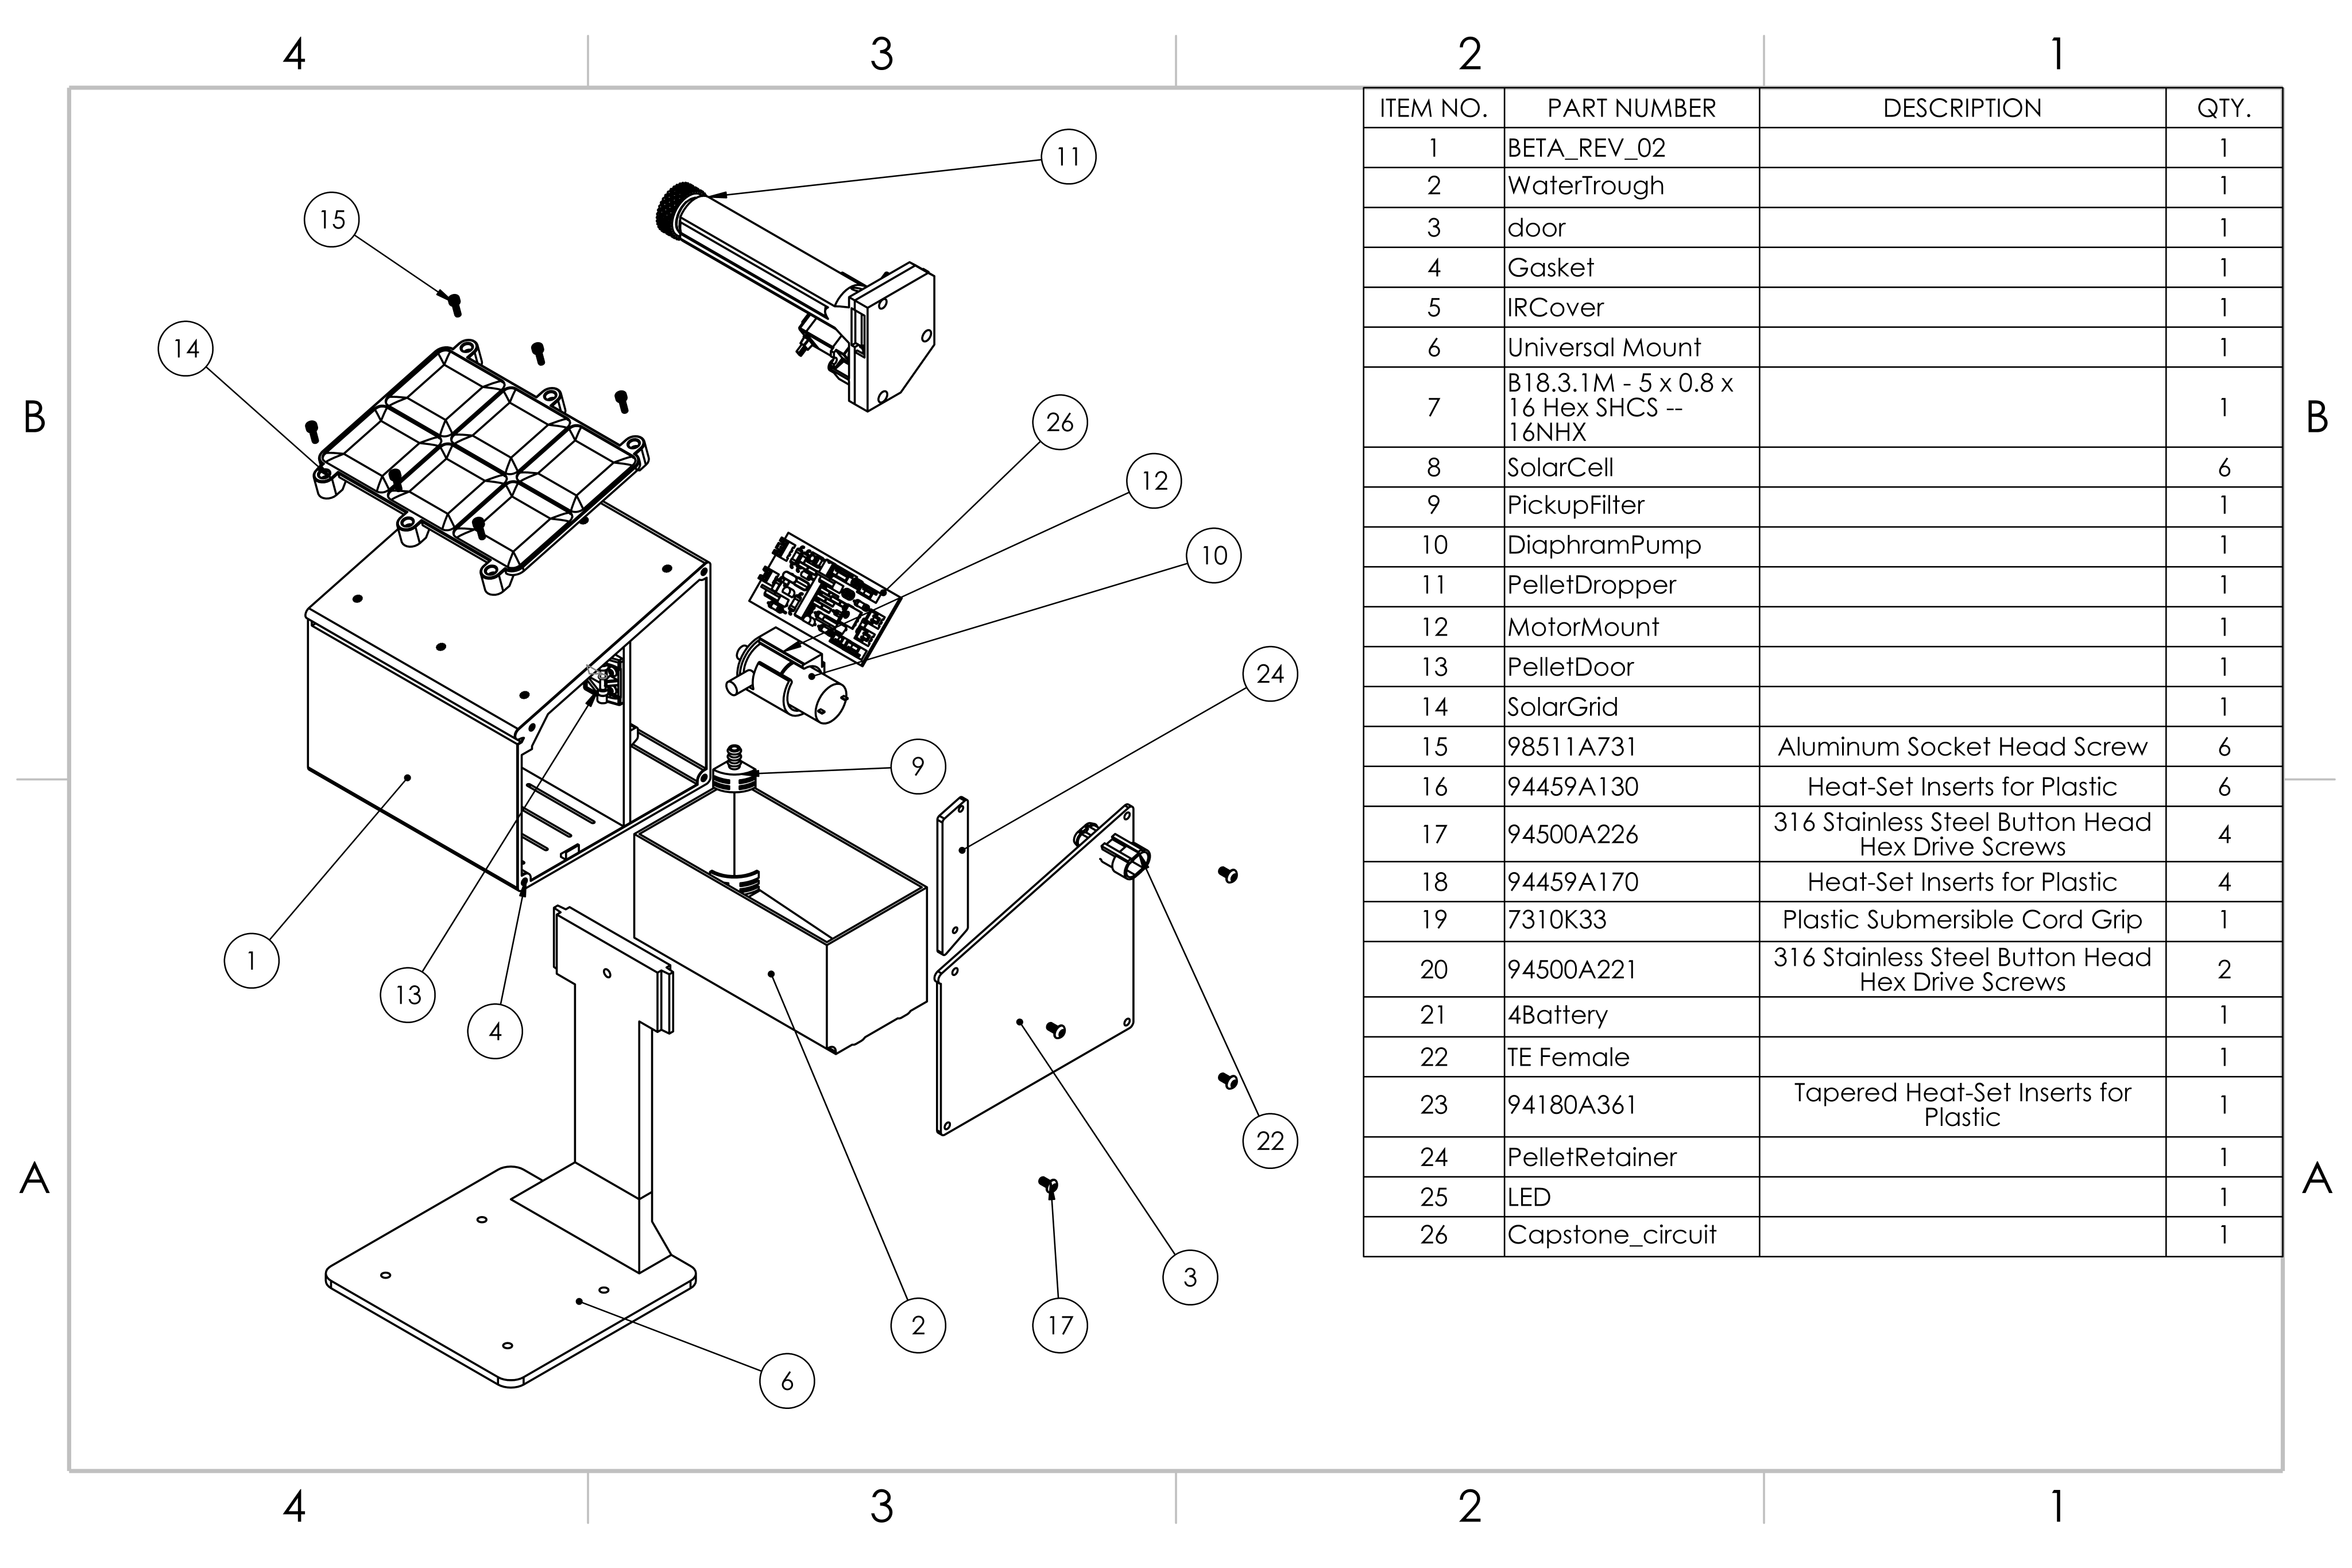 4 3 2 1
ITEM NO. PART NUMBER DESCRIPTION QTY.
1 BETA_REV_02 1
2 WaterTrough 1
3 door 1
4 Gasket 1
5 IRCover 1
6 Universal Mount 1
7 B18.3.1M - 5 x 0.8 x
16 Hex SHCS --
16NHX 1
8 SolarCell 6
9 PickupFilter 1
10 DiaphramPump 1
11 PelletDropper 1
12 MotorMount 1
13 PelletDoor 1
14 SolarGrid 1
15 98511A731 Aluminum Socket Head Screw 6
16 94459A130 Heat-Set Inserts for Plastic 6
17 94500A226 316 Stainless Steel Button Head
Hex Drive Screws 4
18 94459A170 Heat-Set Inserts for Plastic 4
19 7310K33 Plastic Submersible Cord Grip 1
20 94500A221 316 Stainless Steel Button Head
Hex Drive Screws 2
21 4Battery 1
22 TE Female 1
23 94180A361 Tapered Heat-Set Inserts for
Plastic 1
24 PelletRetainer 1
25 LED 1
26 Capstone_circuit 1
11
15
14
26
12
10
24
9
1
13
4
22
3
2
17
6
B B
A A
4 3 2 1